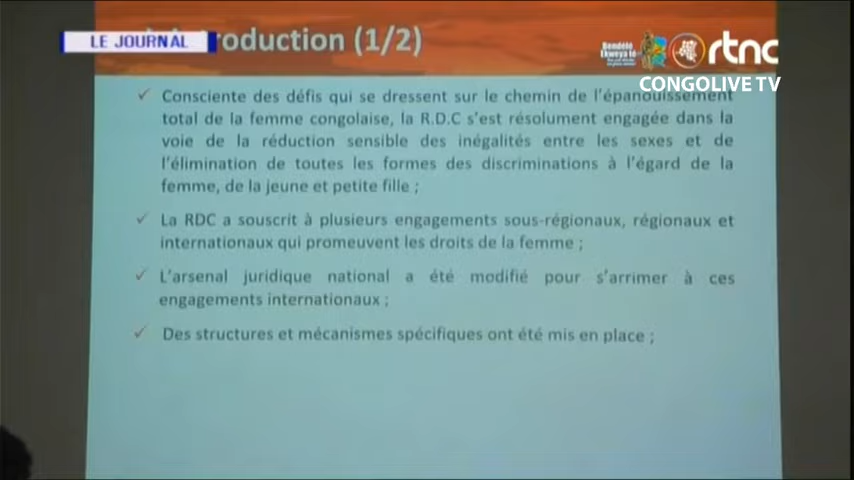 LE JOURNAL
roduction (1/2)
Bendélé
Ekweya té
rtnc
CONGOLIVE TV
✓ Consciente des défis qui se dressent sur le chemin de l'épanouissement
total de la femme congolaise, la R.D.C s'est résolument engagée dans la
voie de la réduction sensible des inégalités entre les sexes et de
l'élimination de toutes les formes des discriminations à l'égard de la
femme, de la jeune et petite fille ;
✓ La RDC a souscrit à plusieurs engagements sous-régionaux, régionaux et
internationaux qui promeuvent les droits de la femme ;
✓ L'arsenal juridique national a été modifié pour s'arrimer à ces
engagements internationaux ;
✓ Des structures et mécanismes spécifiques ont été mis en place ;